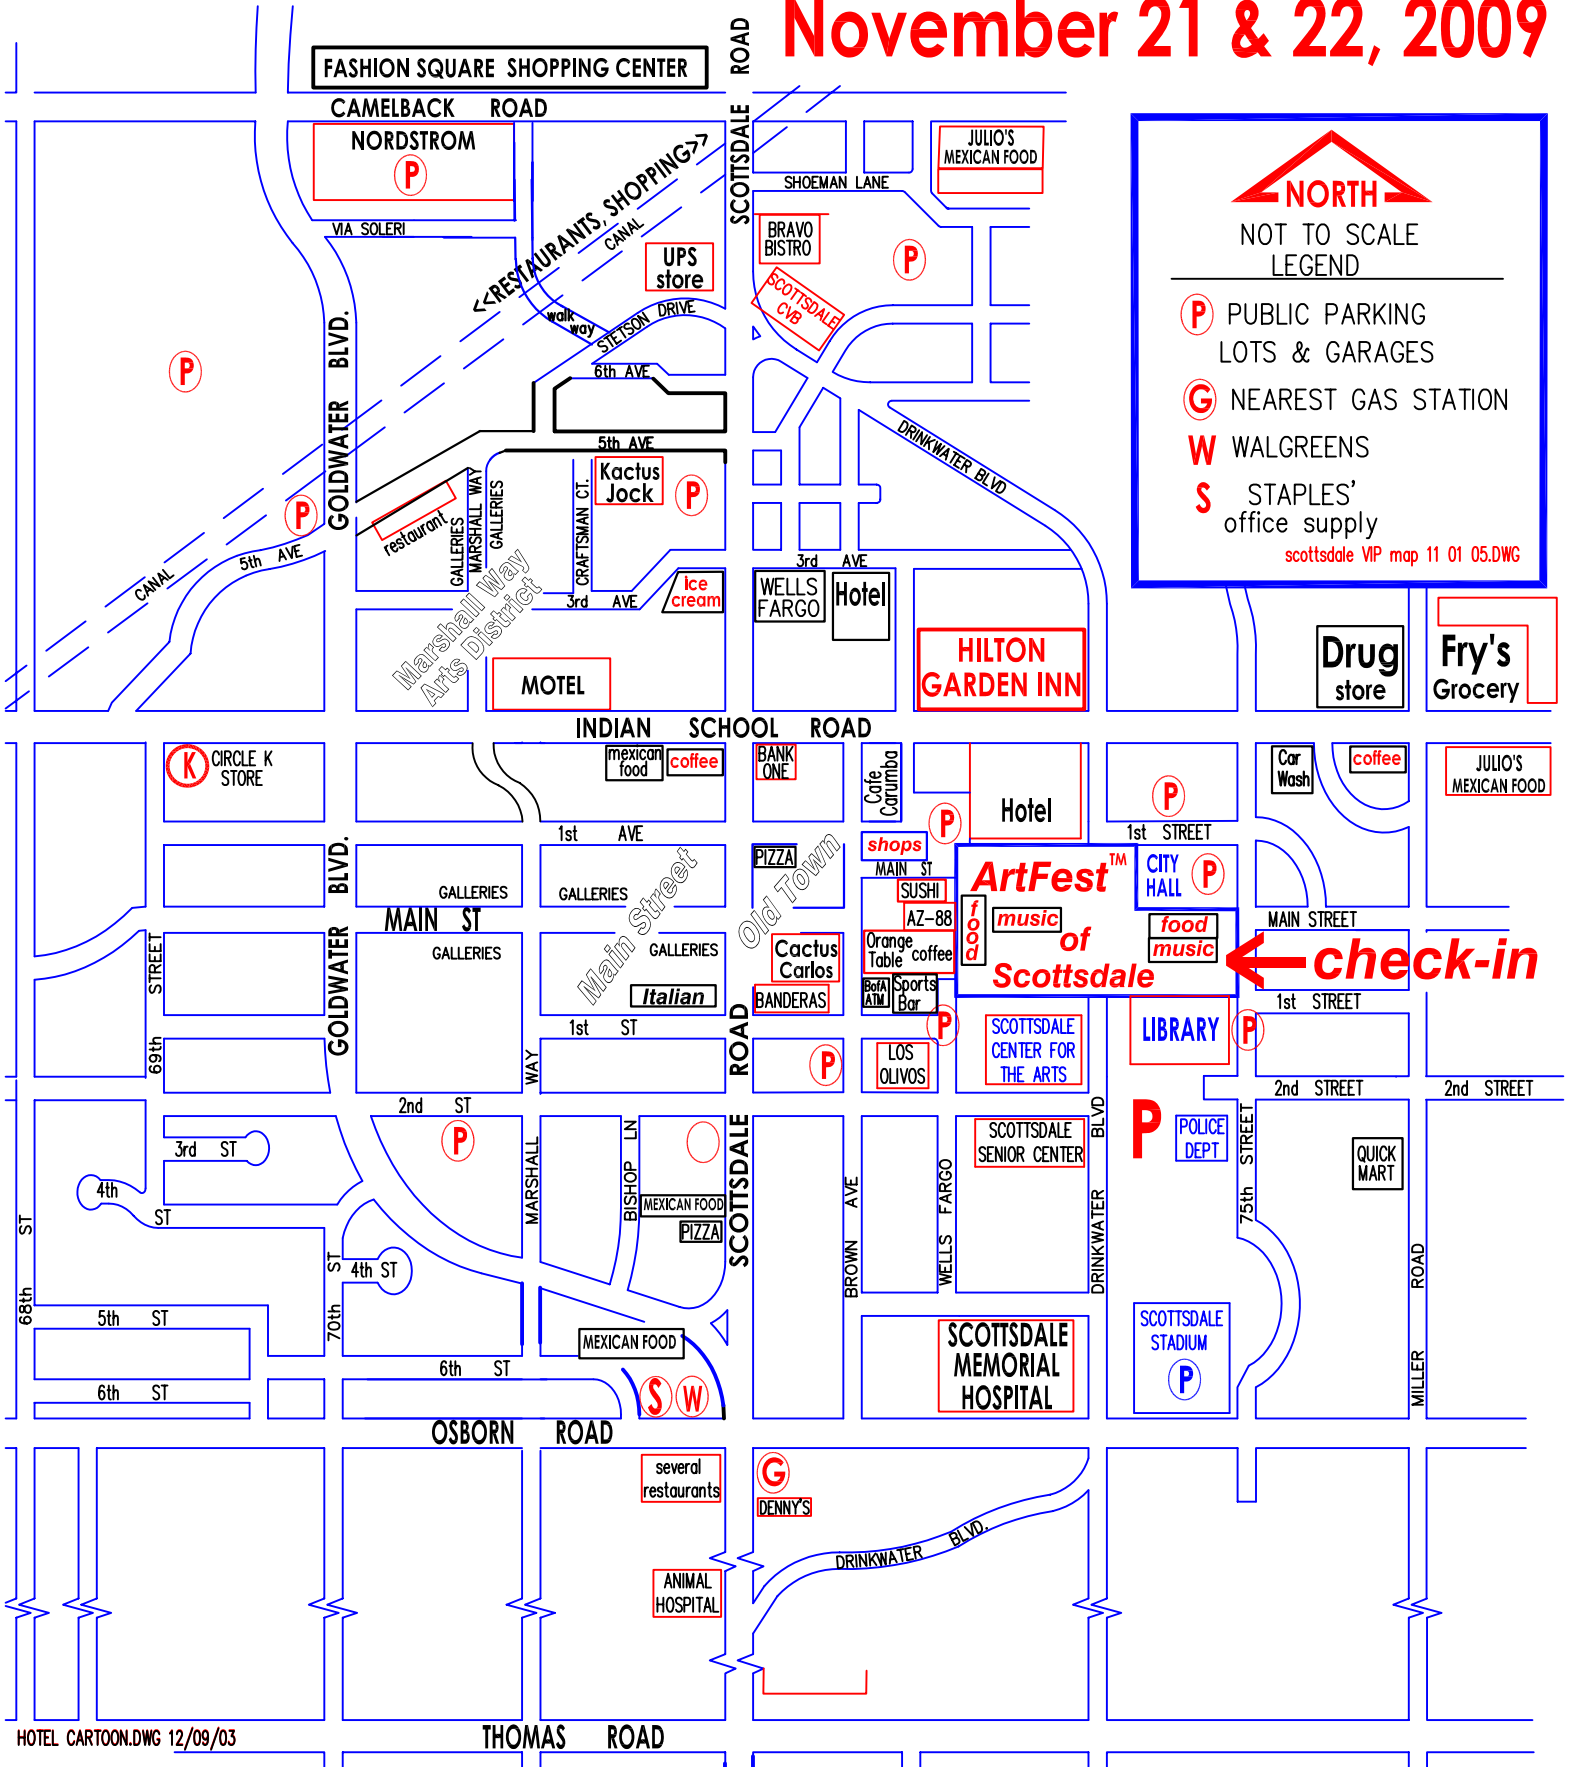 November 21 & 22, 2009
FASHION SQUARE SHOPPING CENTER
CAMELBACK ROAD
SCOTTSDALE ROAD
NORDSTROM
P
JULIO'S
MEXICAN FOOD
SHOEMAN LANE
<<RESTAURANTS, SHOPPING>>
CANAL
VIA SOLERI
BRAVO
BISTRO
P
UPS
store
SCOTTSDALE
CVB
walk
way
STETSON DRIVE
6th AVE
P
GOLDWATER BLVD.
5th AVE
DRINKWATER BLVD
Kactus
Jock
P
P
restaurant
GALLERIES
MARSHALL WAY
GALLERIES
CRAFTSMAN CT.
5th AVE
CANAL
3rd AVE
ice
cream
3rd AVE
WELLS
FARGO
Hotel
Marshall Way
Arts District
MOTEL
HILTON
GARDEN INN
NORTH
NOT TO SCALE
LEGEND
P PUBLIC PARKING
LOTS & GARAGES
G NEAREST GAS STATION
W WALGREENS
S STAPLES'
office supply
scottsdale VIP map 11 01 05.DWG
Drug
store
Fry's
Grocery
INDIAN SCHOOL ROAD
K CIRCLE K
STORE
mexican
food
coffee
BANK
ONE
Cafe
Carumba
Hotel
P
P
Car
Wash
coffee
JULIO'S
MEXICAN FOOD
1st AVE
1st STREET
GOLDWATER BLVD.
PIZZA
shops
MAIN ST
ArtFest™
of
Scottsdale
CITY
HALL
P
GALLERIES
GALLERIES
Main Street
Old Town
SUSHI
AZ-88
food
music
food
music
MAIN STREET
MAIN ST
GALLERIES
GALLERIES
Cactus
Carlos
Orange
Table
coffee
check-in
69th STREET
Italian
BANDERAS
BofA
ATM
Sports
Bar
1st STREET
1st ST
P
SCOTTSDALE
CENTER FOR
THE ARTS
LIBRARY
P
P
LOS
OLIVOS
2nd STREET
2nd STREET
2nd ST
P
MARSHALL WAY
BISHOP LN
SCOTTSDALE ROAD
SCOTTSDALE
SENIOR CENTER
DRINKWATER BLVD
P
POLICE
DEPT
75th STREET
QUICK
MART
3rd ST
4th ST
MEXICAN FOOD
PIZZA
BROWN AVE
WELLS FARGO
68th ST
70th ST
4th ST
5th ST
MEXICAN FOOD
SCOTTSDALE
MEMORIAL
HOSPITAL
SCOTTSDALE
STADIUM
P
MILLER ROAD
6th ST
6th ST
S
W
OSBORN ROAD
several
restaurants
G
DENNY'S
DRINKWATER BLVD.
ANIMAL
HOSPITAL
HOTEL CARTOON.DWG 12/09/03
THOMAS ROAD